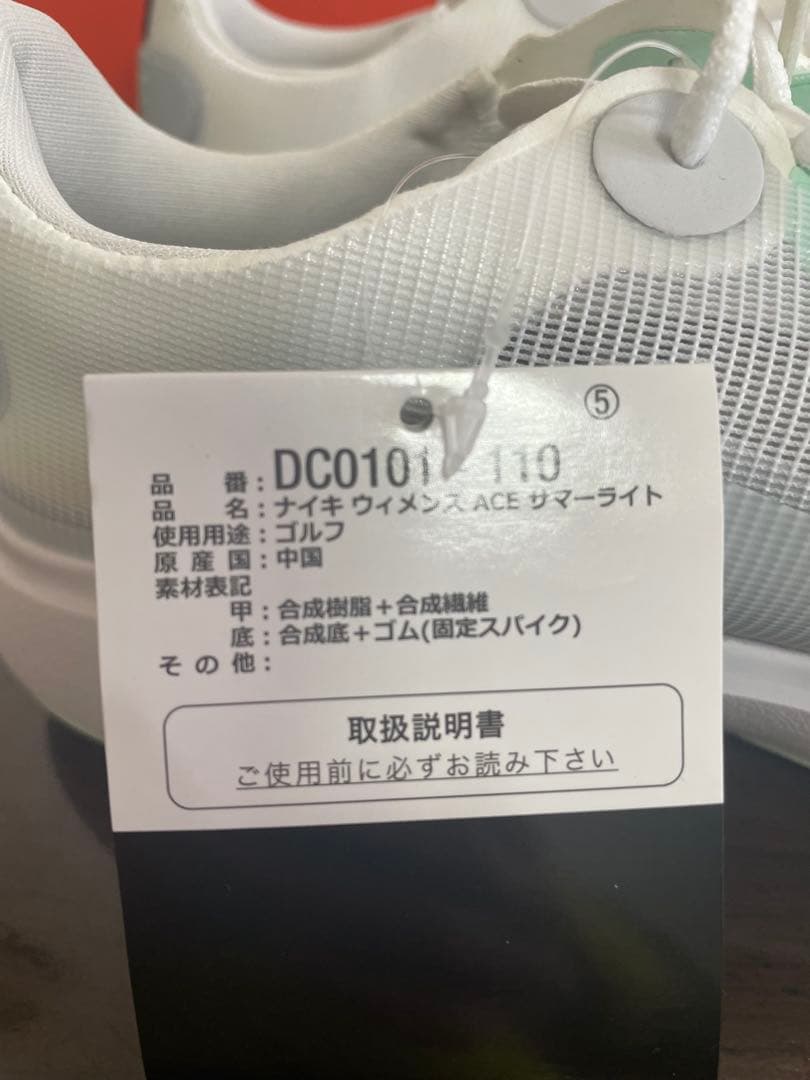 ⑤
品 番：DC0101-110
品 名：ナイキ ウィメンズ ACE サマーライト
使用用途：ゴルフ
原 産 国：中国
素材表記
甲：合成樹脂＋合成繊維
底：合成底＋ゴム(固定スパイク)
そ の 他：
取扱説明書
ご使用前に必ずお読み下さい